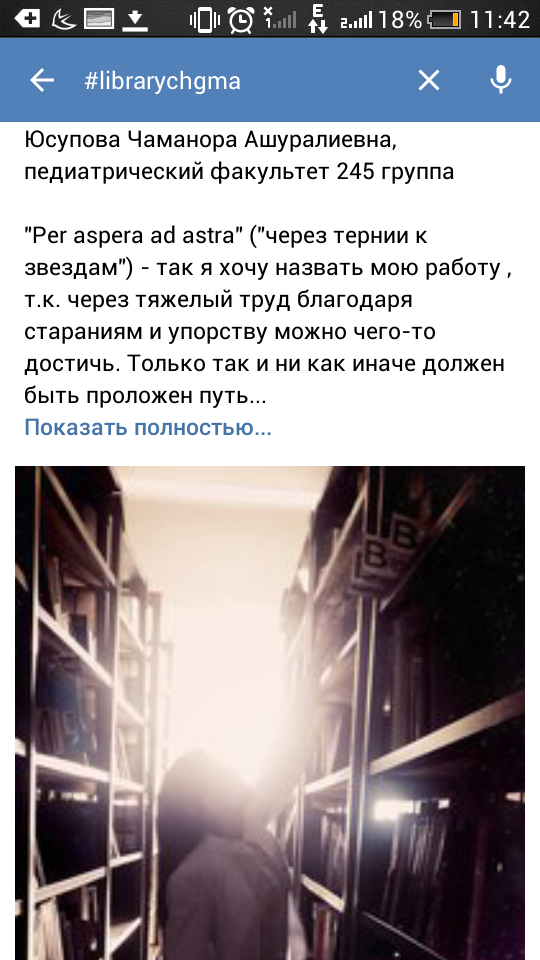 E
1
2
18%
11:42
#librarychgma
Юсупова Чаманора Ашуралиевна,
педиатрический факультет 245 группа
"Per aspera ad astra" ("через тернии к
звездам") - так я хочу назвать мою работу ,
т.к. через тяжелый труд благодаря
стараниям и упорству можно чего-то
достичь. Только так и ни как иначе должен
быть проложен путь...
Показать полностью...
В
В